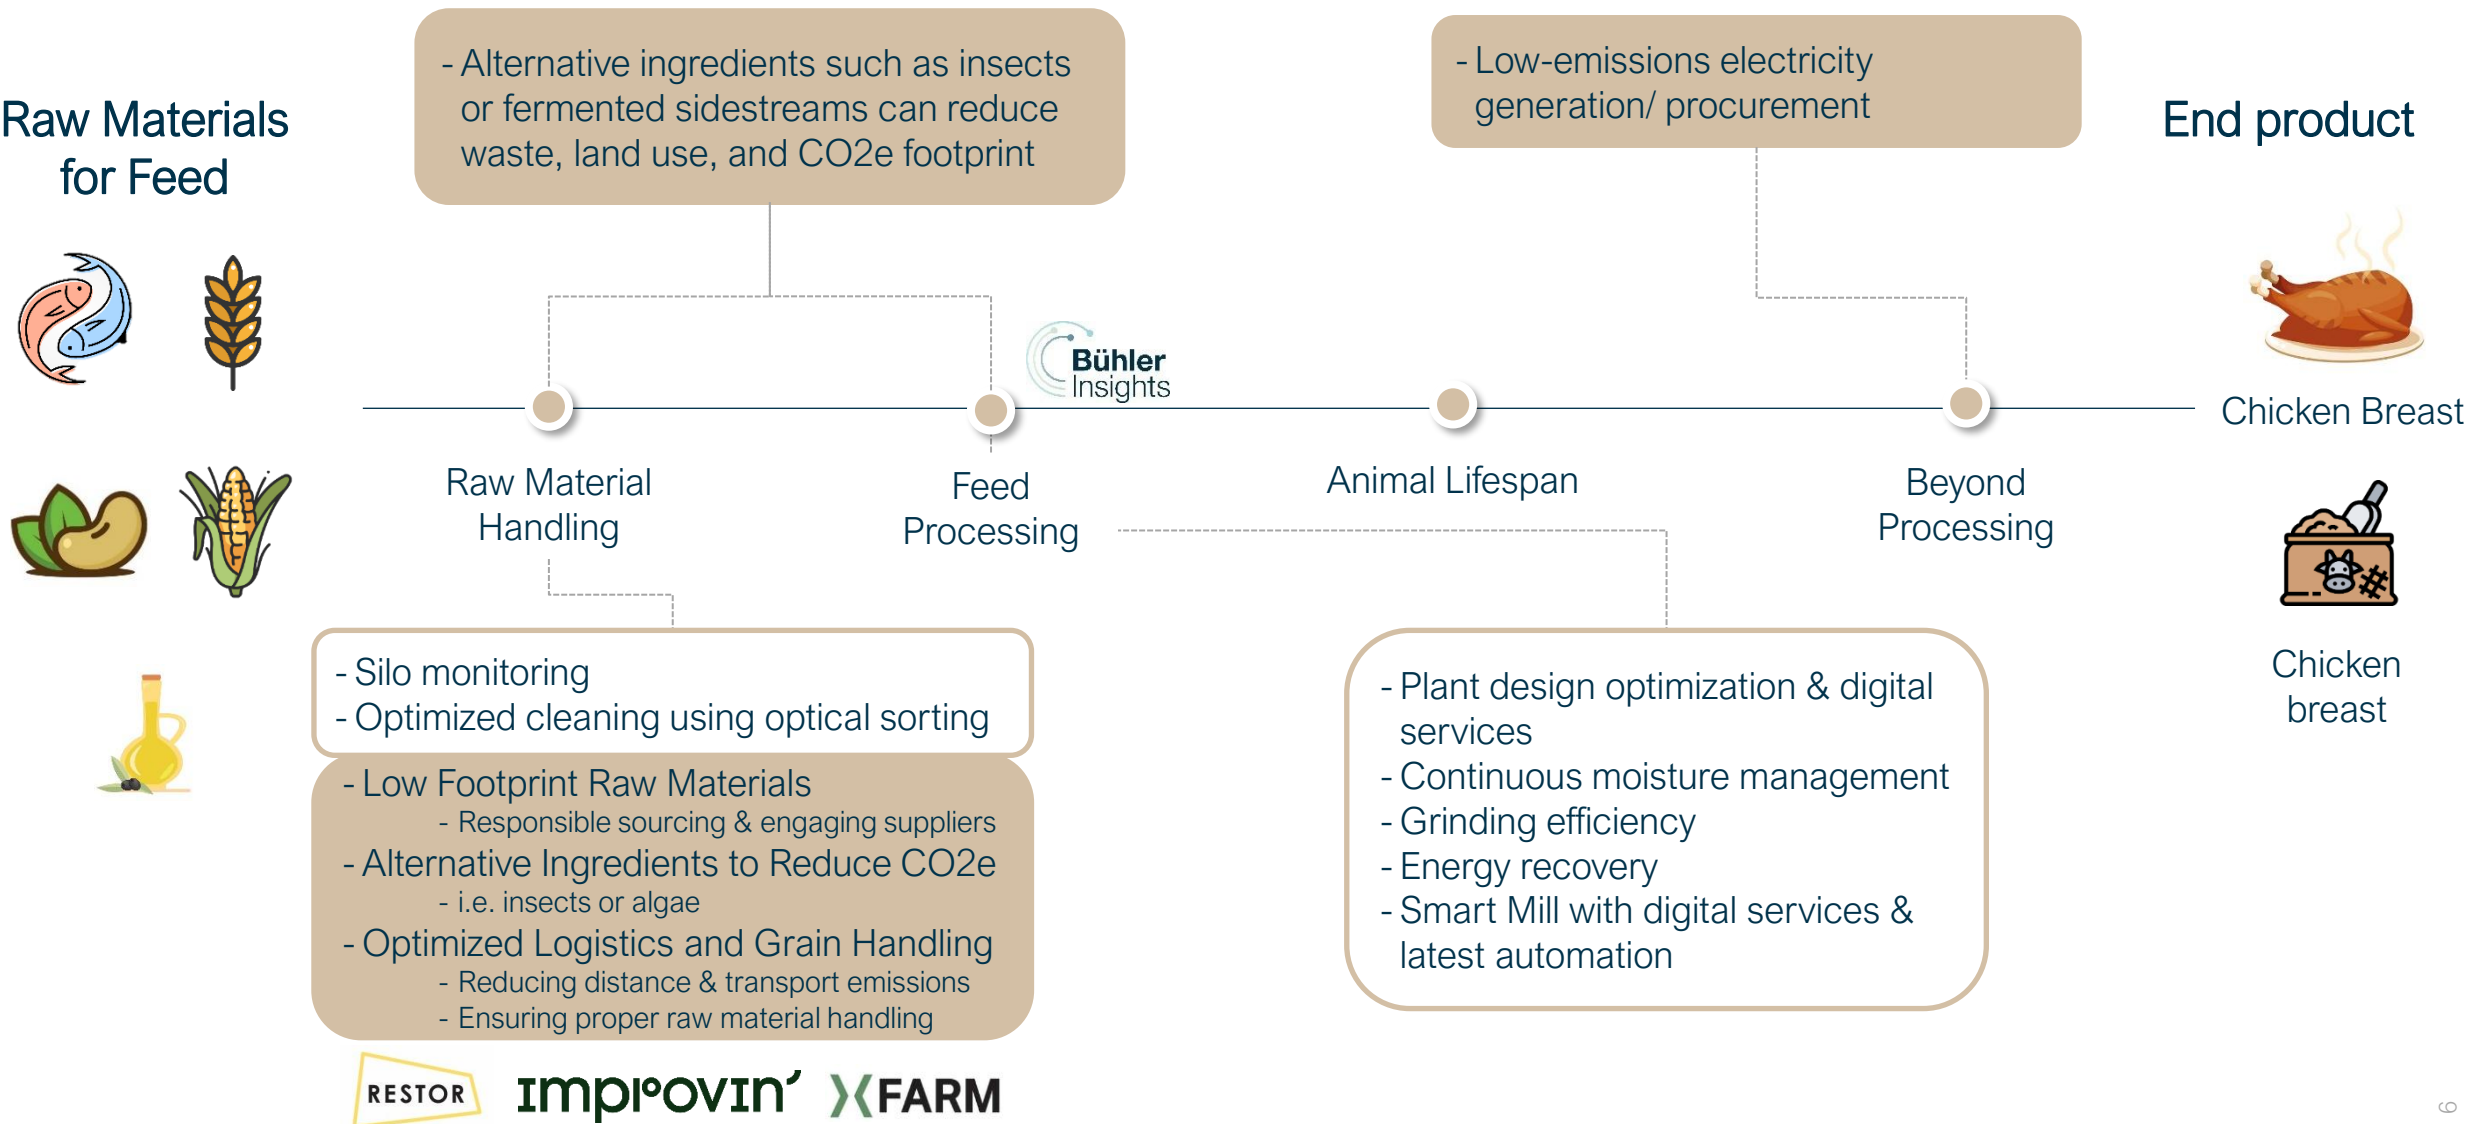 - Alternative ingredients such as insects
or fermented sidestreams can reduce
waste, land use, and CO2e footprint
- Low-emissions electricity
generation/ procurement
Raw Materials
for Feed
End product
Bühler
Insights
Chicken Breast
Raw Material
Handling
Feed
Processing
Animal Lifespan
Beyond
Processing
- Silo monitoring
- Optimized cleaning using optical sorting
- Low Footprint Raw Materials
- Responsible sourcing & engaging suppliers
- Alternative Ingredients to Reduce CO2e
- i.e. insects or algae
- Optimized Logistics and Grain Handling
- Reducing distance & transport emissions
- Ensuring proper raw material handling
- Plant design optimization & digital
services
- Continuous moisture management
- Grinding efficiency
- Energy recovery
- Smart Mill with digital services &
latest automation
Chicken
breast
RESTOR
Improvin'
XFARM
6